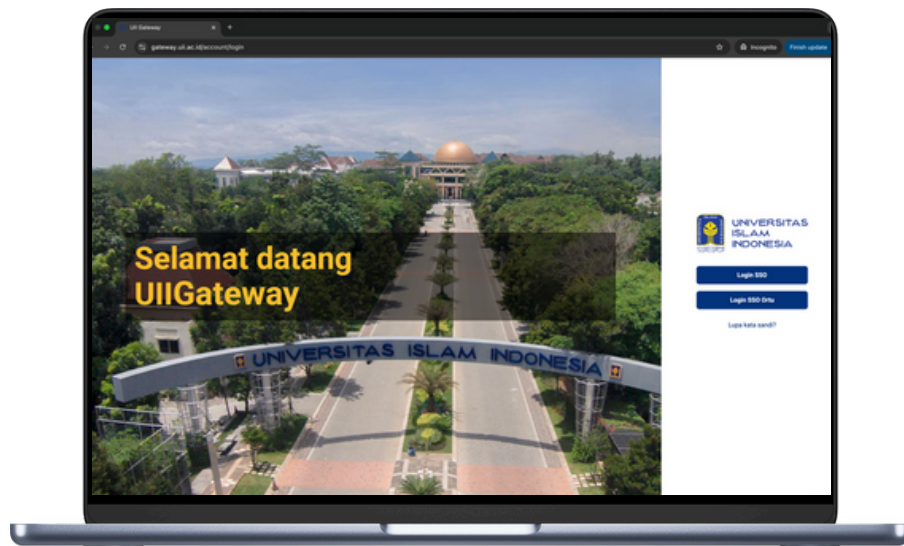 UII Gateway
gateway.uii.ac.id/account/login
Incognito
Finish update
Selamat datang
UIIGateway
UNIVERSITAS ISLAM INDONESIA
UNIVERSITAS
ISLAM
INDONESIA
Login SSO
Login SSO Ortu
Lupa kata sandi?